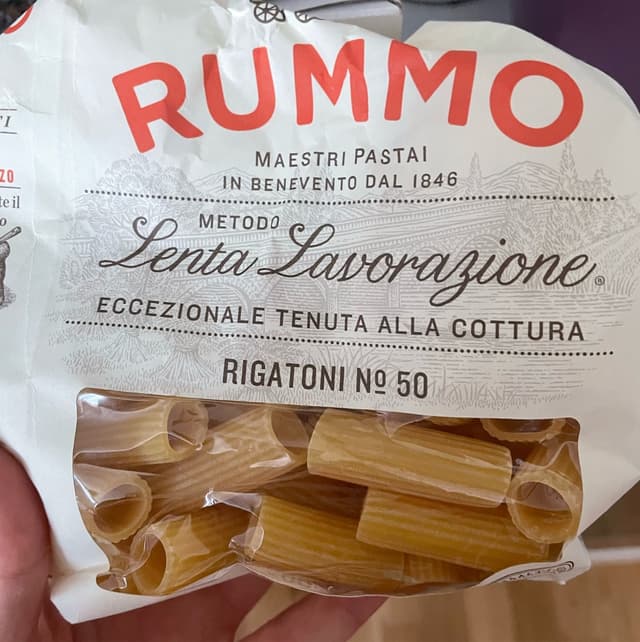 RUMMO
MAESTRI PASTAI
IN BENEVENTO DAL 1846
METODO
Lenta Lavorazione®
ECCEZIONALE TENUTA ALLA COTTURA
RIGATONI Nº 50